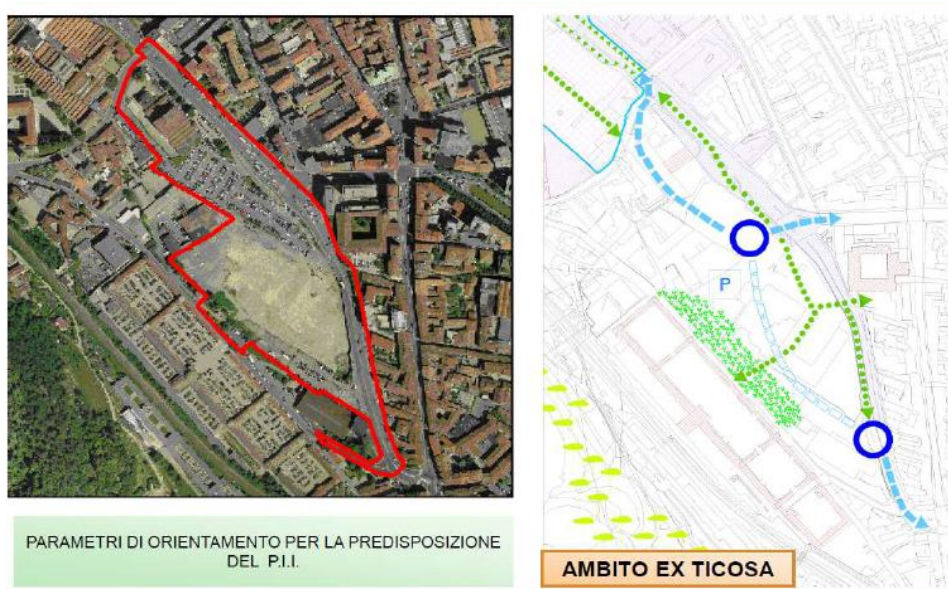 P
PARAMETRI DI ORIENTAMENTO PER LA PREDISPOSIZIONE
DEL P.I.I.
AMBITO EX TICOSA